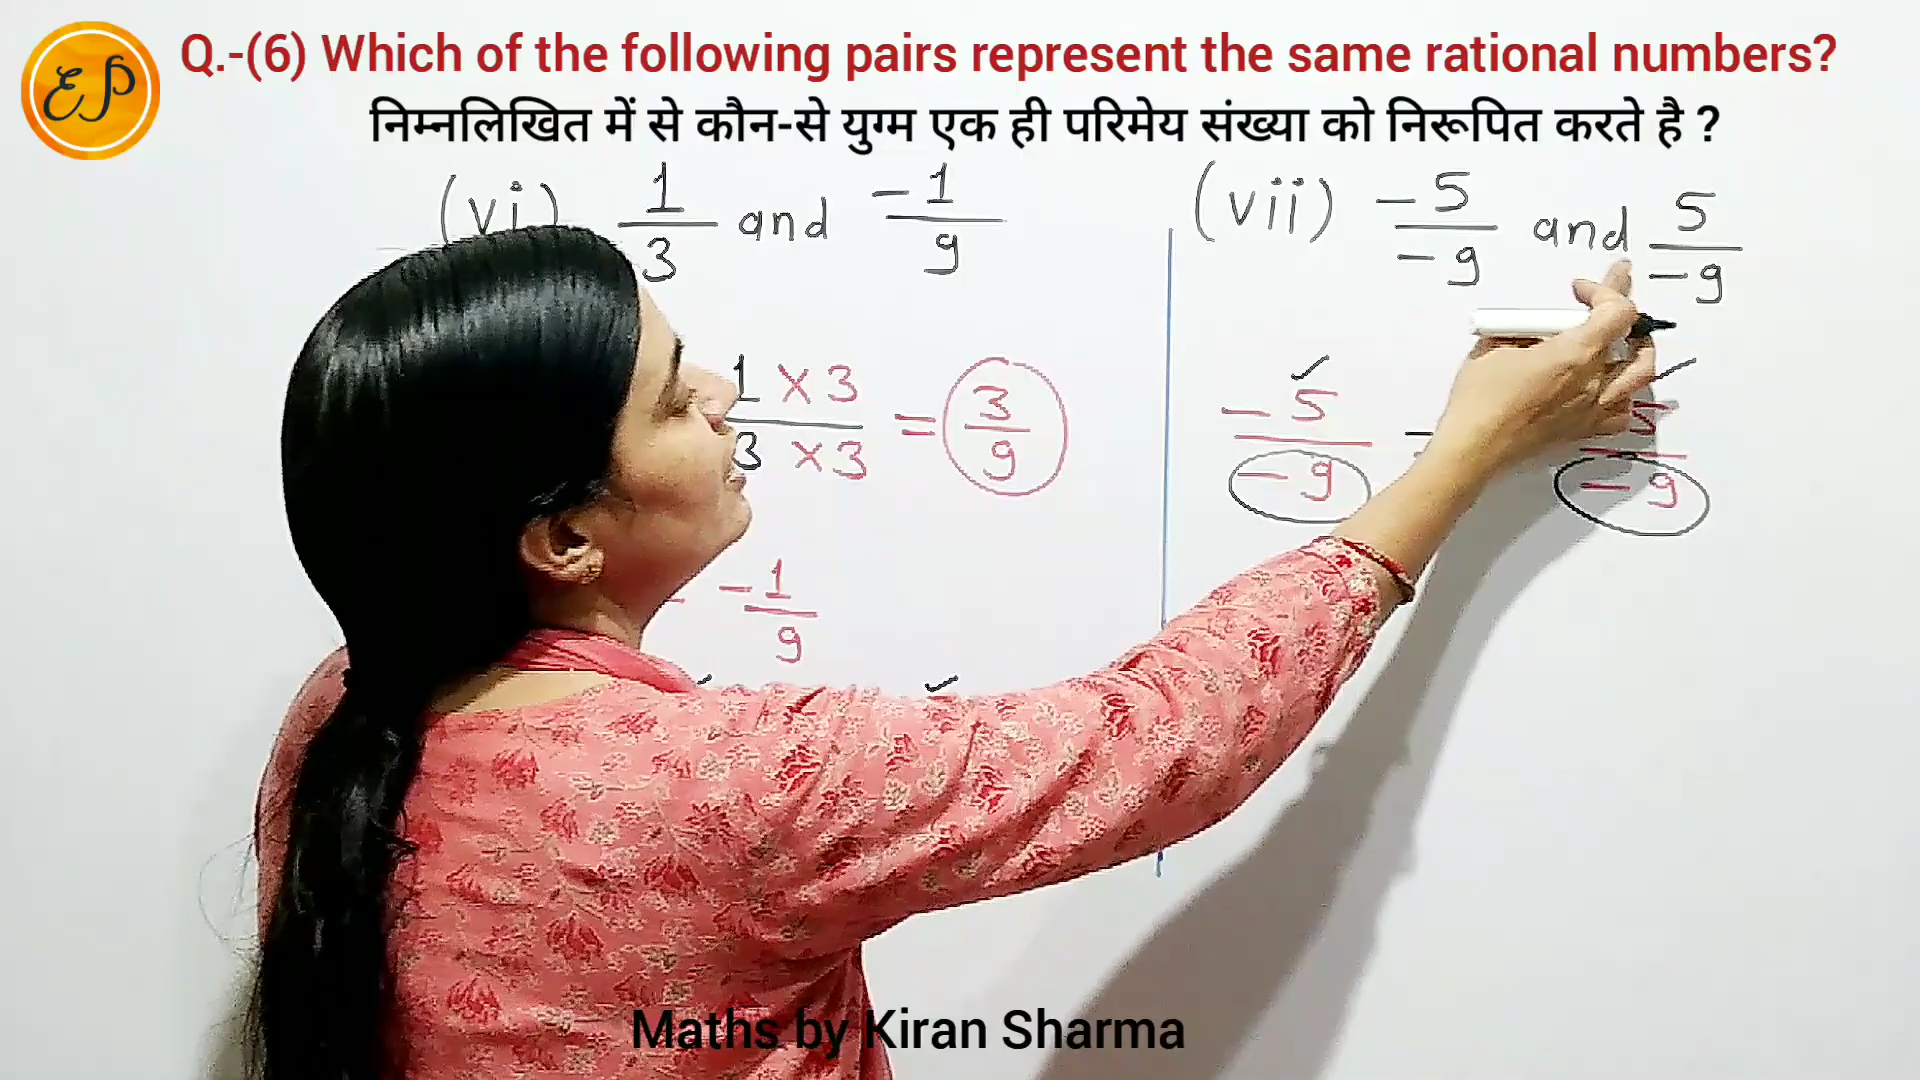 EP
Q.-(6) Which of the following pairs represent the same rational numbers?
निम्नलिखित में से कौन-से युग्म एक ही परिमेय संख्या को निरूपित करते है ?
(vi) 1/3 and -1/9
1 × 3 / 3 × 3 = 3/9
-1/9
(vii) -5/-9 and 5/-9
-5/-9
5/-9
Maths by Kiran Sharma